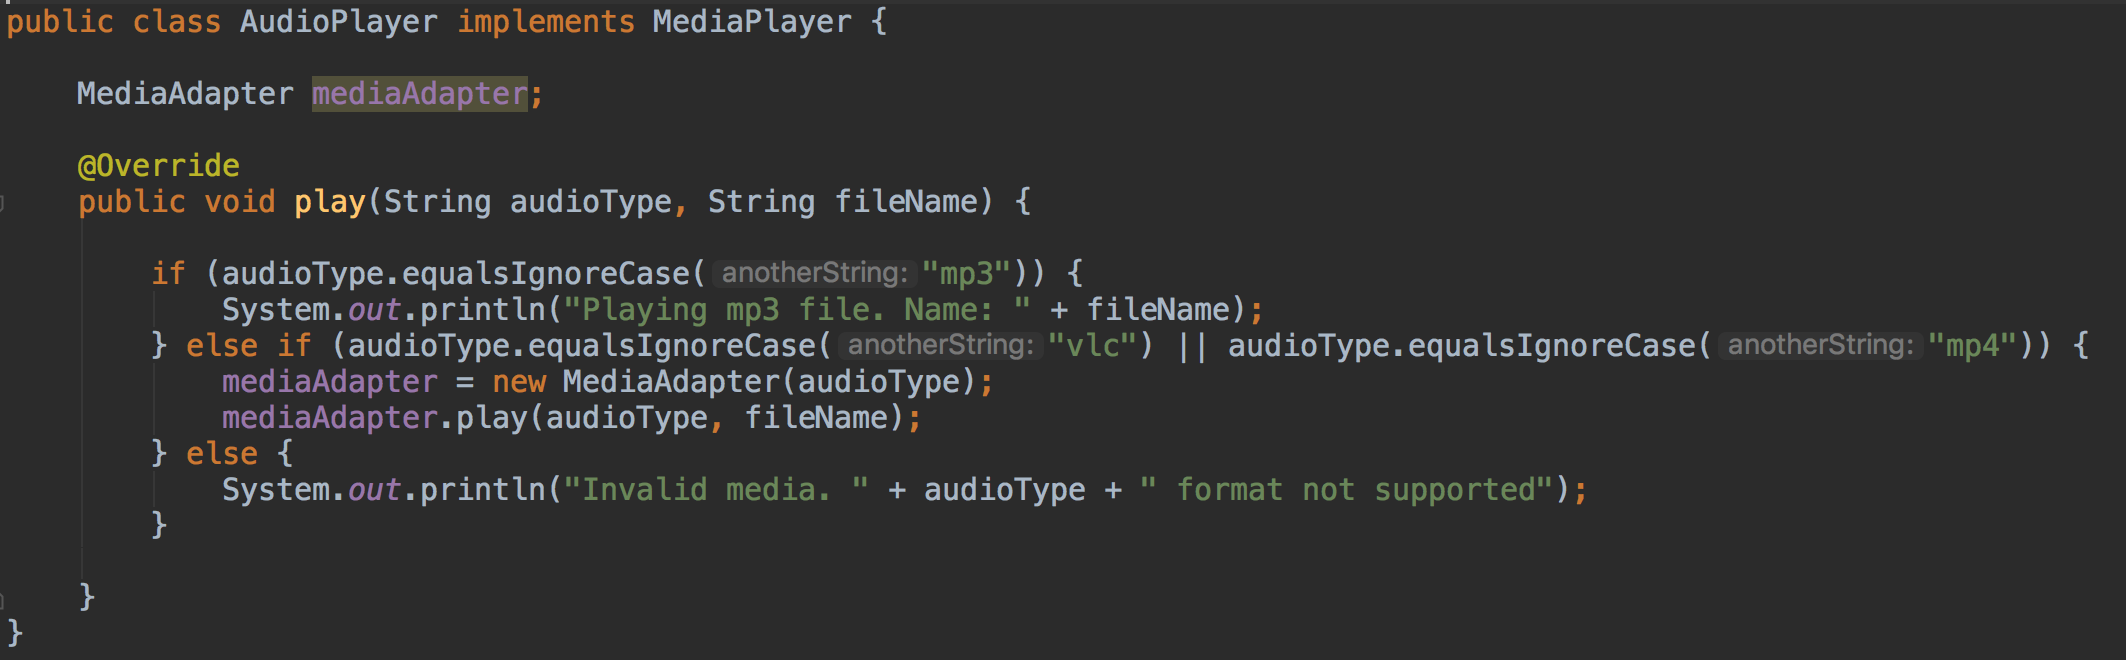 public class AudioPlayer implements MediaPlayer {
MediaAdapter mediaAdapter;
@Override
public void play(String audioType, String fileName) {
if (audioType.equalsIgnoreCase( anotherString: "mp3")) {
System.out.println("Playing mp3 file. Name: " + fileName);
} else if (audioType.equalsIgnoreCase( anotherString: "vlc") || audioType.equalsIgnoreCase( anotherString: "mp4")) {
mediaAdapter = new MediaAdapter(audioType);
mediaAdapter.play(audioType, fileName);
} else {
System.out.println("Invalid media. " + audioType + " format not supported");
}
}
}